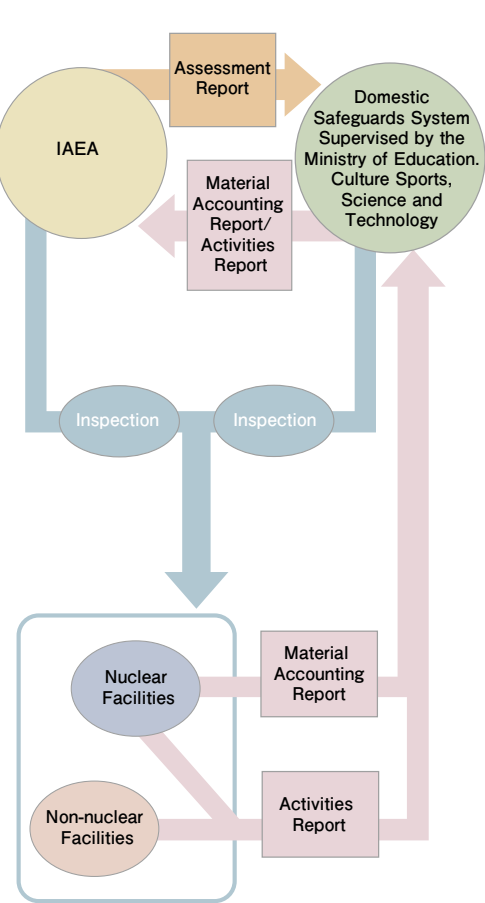 Assessment
Report
IAEA
Domestic
Safeguards System
Supervised by the
Ministry of Education.
Culture Sports,
Science and
Technology
Material
Accounting
Report/
Activities
Report
Inspection
Inspection
Nuclear
Facilities
Material
Accounting
Report
Non-nuclear
Facilities
Activities
Report